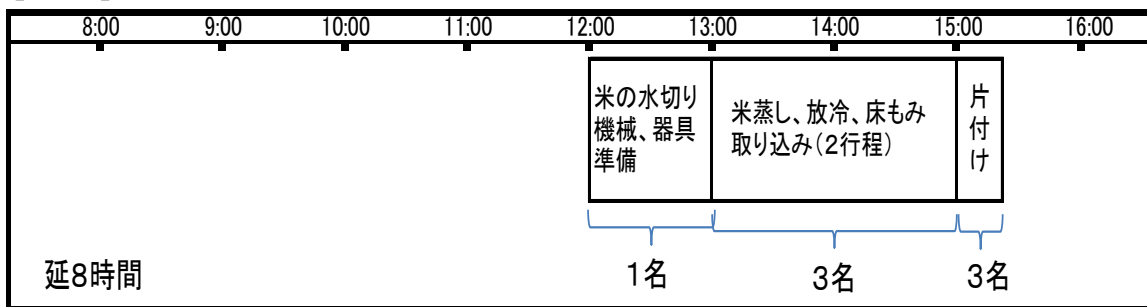 8:00 9:00 10:00 11:00 12:00 13:00 14:00 15:00 16:00
米の水切り
機械、器具
準備
米蒸し、放冷、床もみ
取り込み(2行程)
片
付
け
延8時間
1名
3名
3名